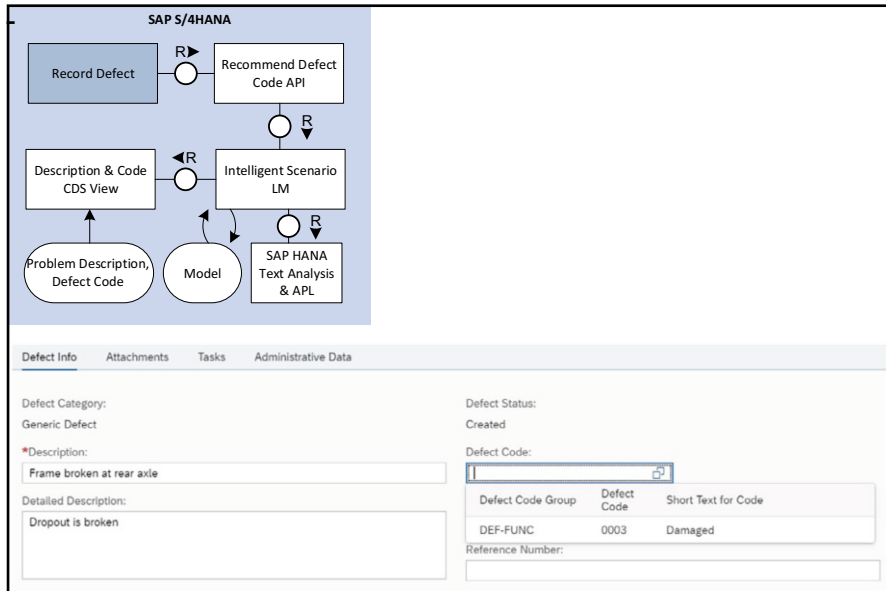 SAP S/4HANA
R
Record Defect
Recommend Defect
Code API
R
R
Description & Code
CDS View
Intelligent Scenario
LM
R
Problem Description,
Defect Code
Model
SAP HANA
Text Analysis
& APL
Defect Info Attachments Tasks Administrative Data
Defect Category:
Generic Defect
Defect Status:
Created
*Description:
Frame broken at rear axle
Defect Code:
Detailed Description:
Dropout is broken
Defect Code Group
Defect
Code
Short Text for Code
DEF-FUNC 0003 Damaged
Reference Number: